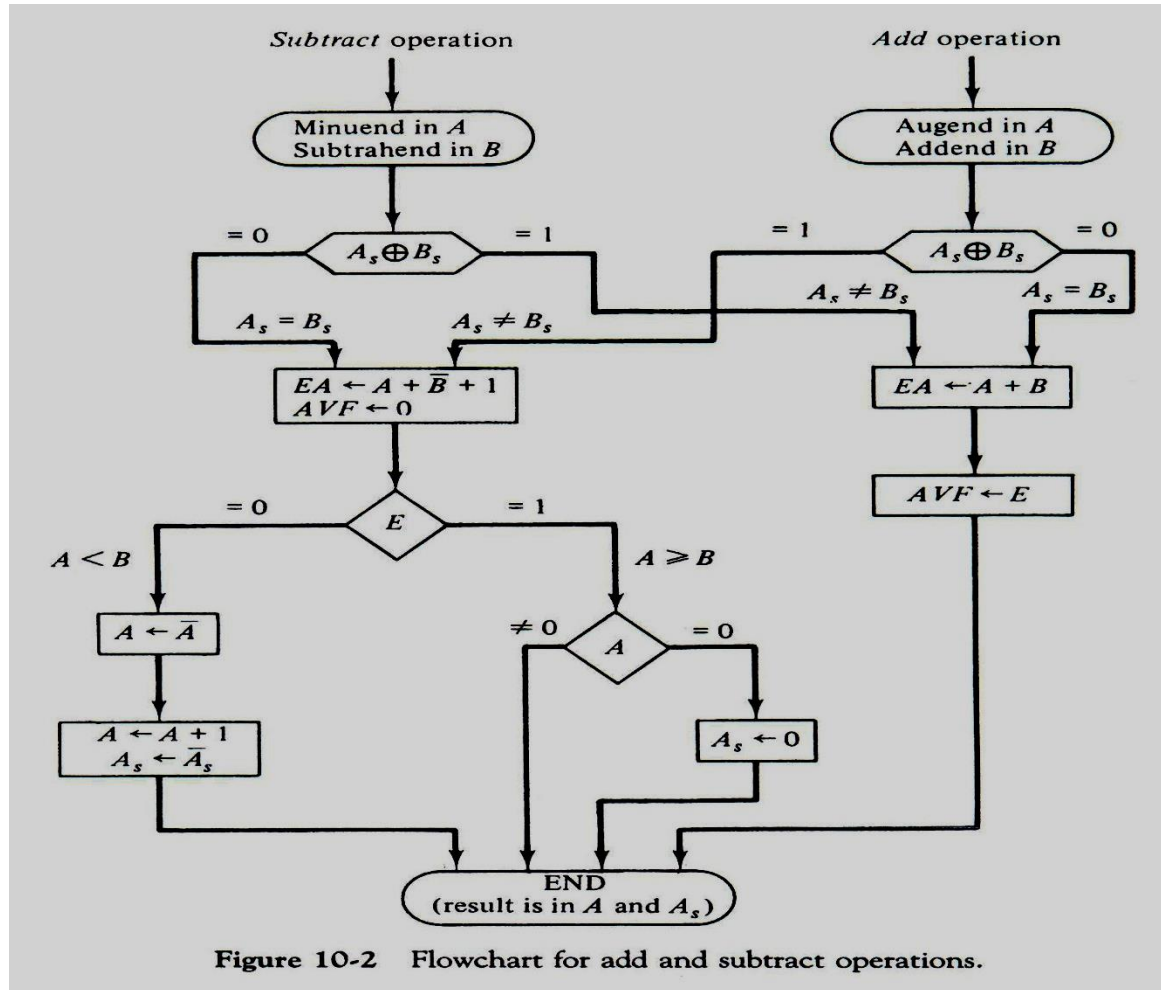 Subtract operation
Add operation
Minuend in A
Subtrahend in B
Augend in A
Addend in B
= 0
A_s ⊕ B_s
= 1
= 1
A_s ⊕ B_s
= 0
A_s = B_s
A_s ≠ B_s
A_s ≠ B_s
A_s = B_s
EA ← A + B̅ + 1
AVF ← 0
EA ← A + B
AVF ← E
= 0
E
= 1
A < B
A ⩾ B
A ← A̅
≠ 0
A
= 0
A ← A + 1
A_s ← A̅_s
A_s ← 0
END
(result is in A and A_s)
Figure 10-2 Flowchart for add and subtract operations.